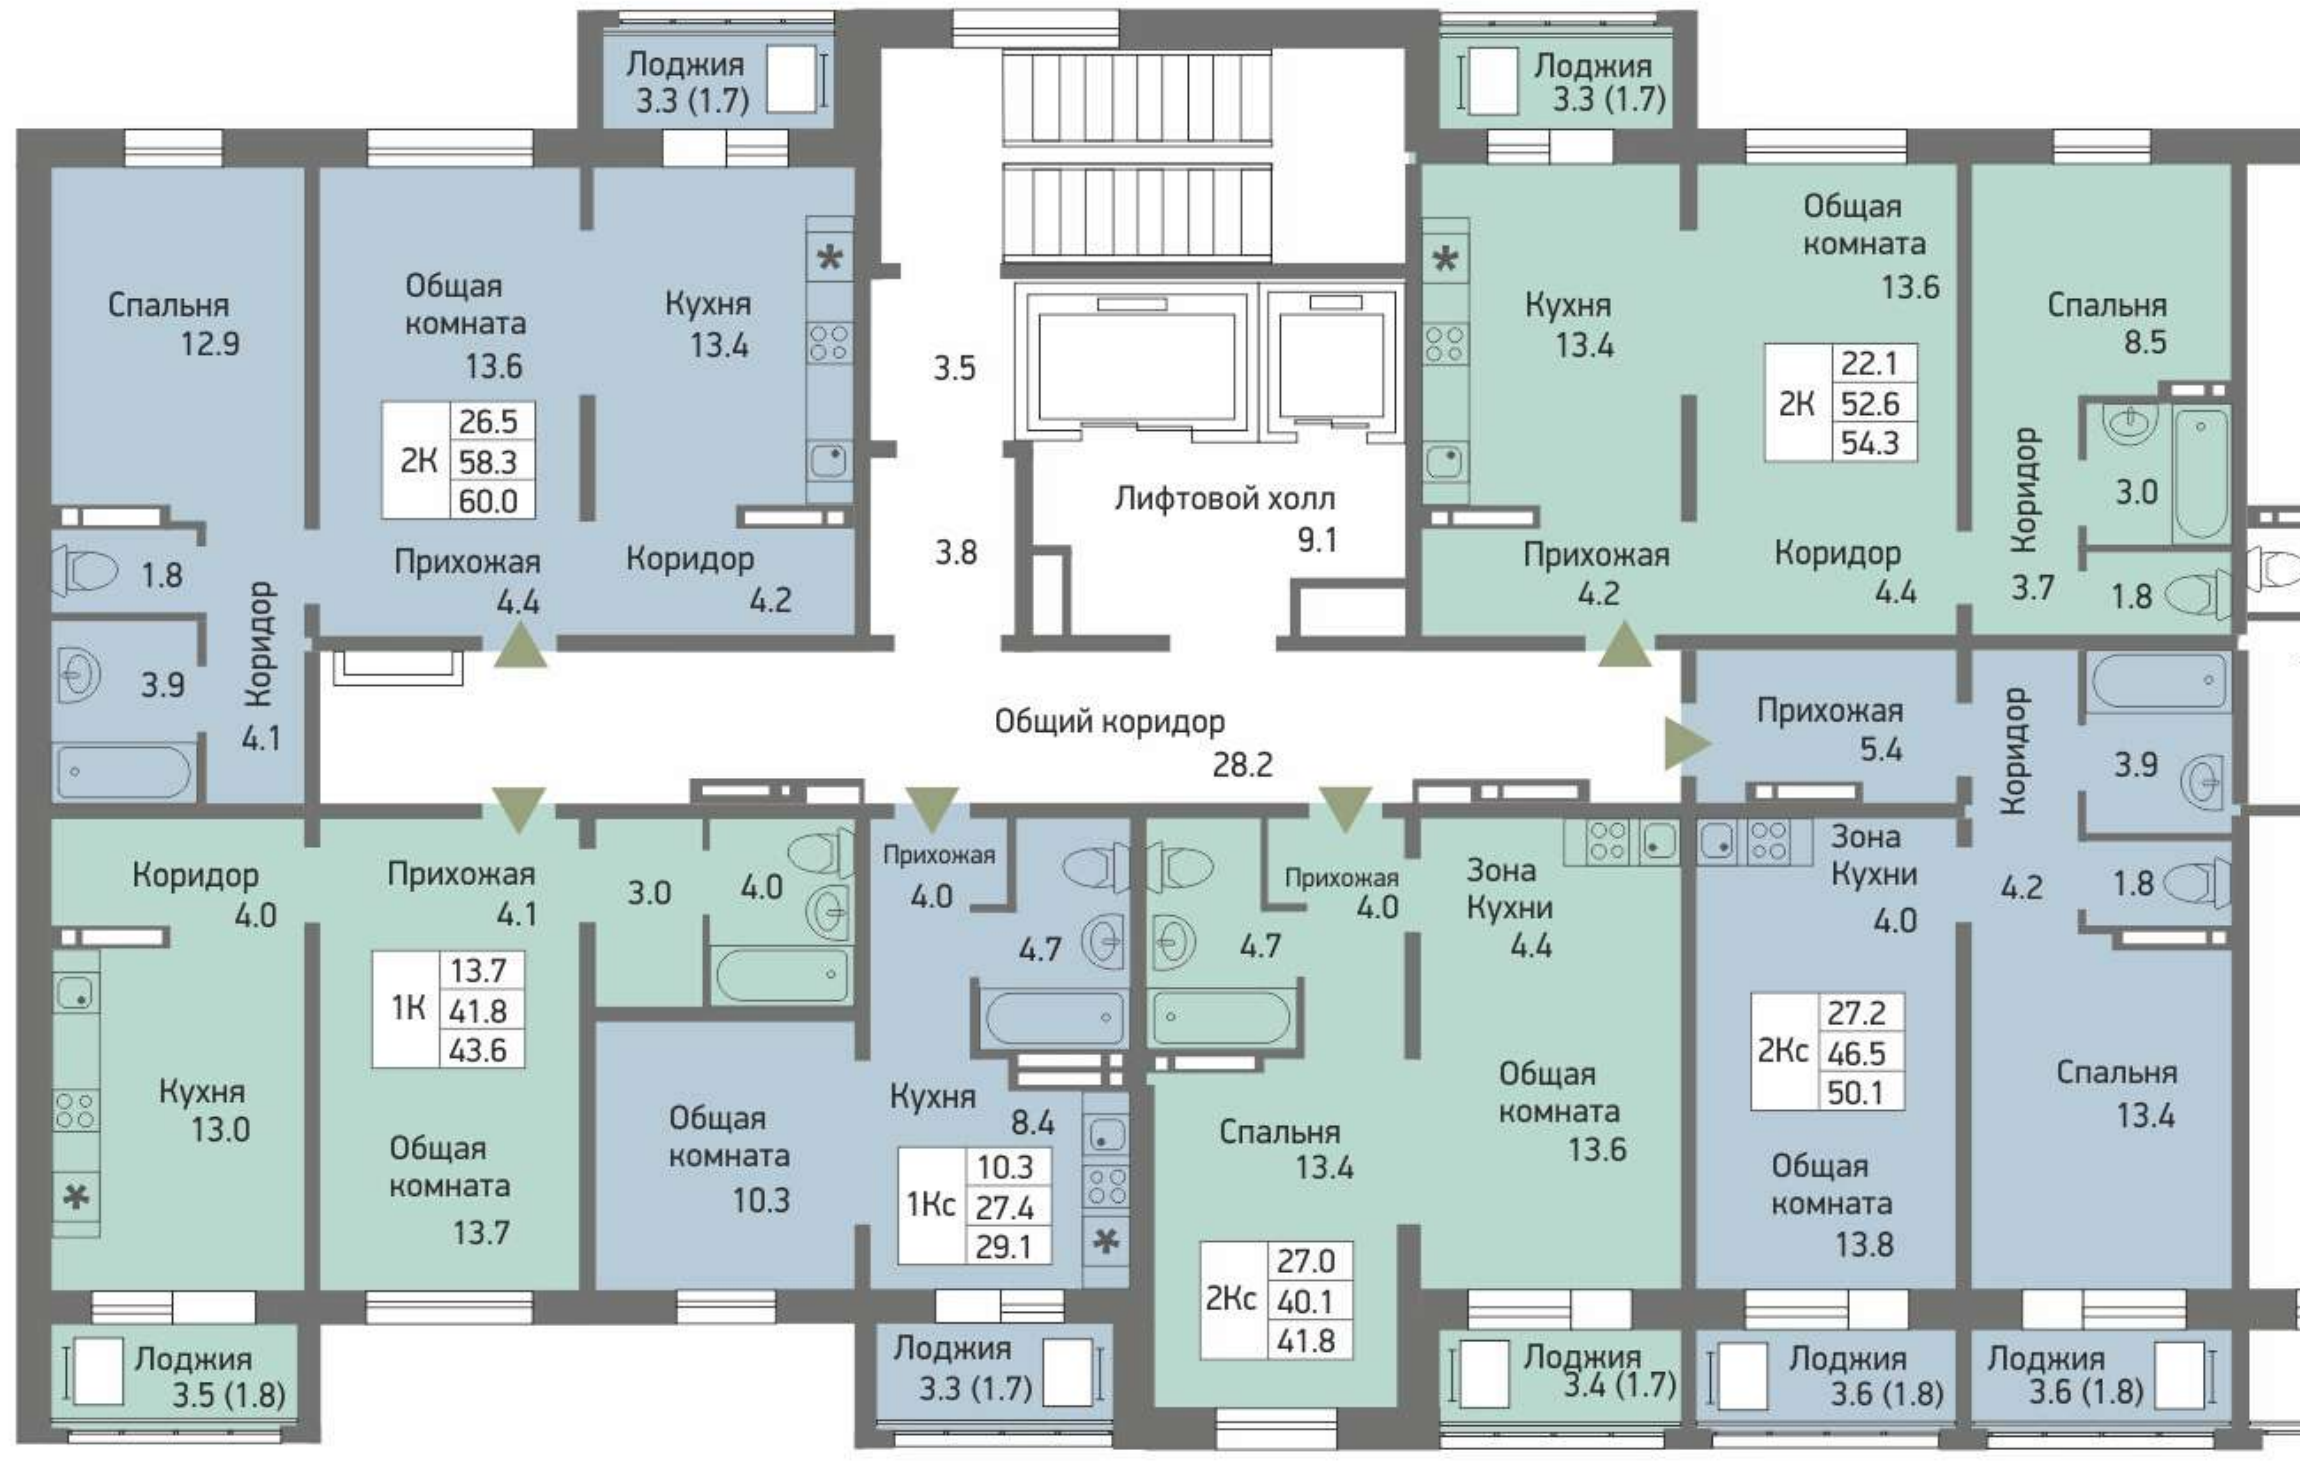 Лоджия
3.3 (1.7)
Лоджия
3.3 (1.7)
Спальня
12.9
Общая
комната
13.6
2К
26.5
58.3
60.0
Кухня
13.4
*
Прихожая
4.4
Коридор
4.2
1.8
3.9
Коридор
4.1
3.5
3.8
Лифтовой холл
9.1
Общий коридор
28.2
*
Кухня
13.4
Общая
комната
13.6
2К
22.1
52.6
54.3
Спальня
8.5
Прихожая
4.2
Коридор
4.4
Коридор
3.7
3.0
1.8
Прихожая
5.4
Коридор
4.2
3.9
1.8
Коридор
4.0
Прихожая
4.1
3.0
4.0
1К
13.7
41.8
43.6
Кухня
13.0
*
Общая
комната
13.7
Лоджия
3.5 (1.8)
Прихожая
4.0
4.7
Общая
комната
10.3
Кухня
8.4
1Кс
10.3
27.4
29.1
*
Лоджия
3.3 (1.7)
Прихожая
4.0
4.7
Зона
Кухни
4.4
Спальня
13.4
Общая
комната
13.6
2Кс
27.0
40.1
41.8
Лоджия
3.4 (1.7)
Зона
Кухни
4.0
2Кс
27.2
46.5
50.1
Общая
комната
13.8
Спальня
13.4
Лоджия
3.6 (1.8)
Лоджия
3.6 (1.8)